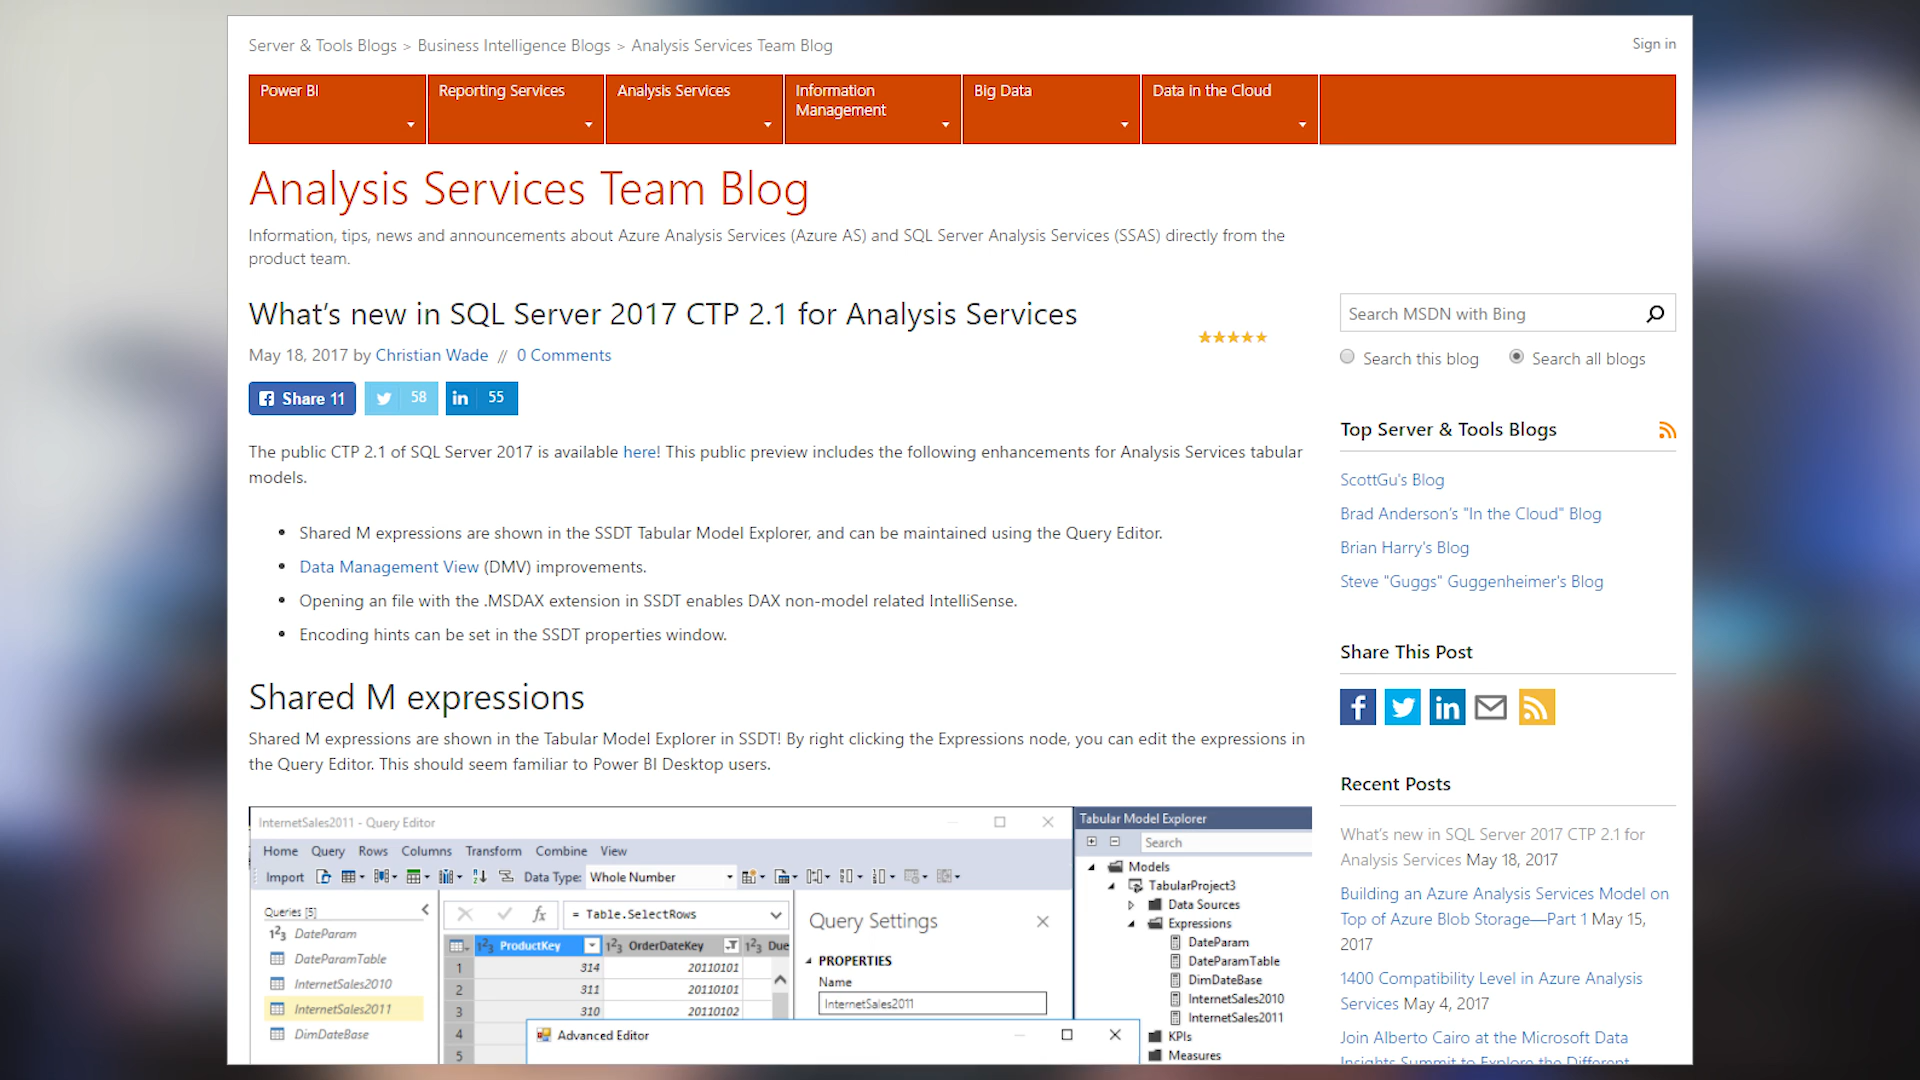 Server & Tools Blogs > Business Intelligence Blogs > Analysis Services Team Blog
Sign in
Power BI
Reporting Services
Analysis Services
Information Management
Big Data
Data in the Cloud
Analysis Services Team Blog
Information, tips, news and announcements about Azure Analysis Services (Azure AS) and SQL Server Analysis Services (SSAS) directly from the
product team.
What's new in SQL Server 2017 CTP 2.1 for Analysis Services
May 18, 2017 by Christian Wade // 0 Comments
Share 11
58
in 55
The public CTP 2.1 of SQL Server 2017 is available here! This public preview includes the following enhancements for Analysis Services tabular
models.
• Shared M expressions are shown in the SSDT Tabular Model Explorer, and can be maintained using the Query Editor.
• Data Management View (DMV) improvements.
• Opening an file with the .MSDAX extension in SSDT enables DAX non-model related IntelliSense.
• Encoding hints can be set in the SSDT properties window.
Shared M expressions
Shared M expressions are shown in the Tabular Model Explorer in SSDT! By right clicking the Expressions node, you can edit the expressions in
the Query Editor. This should seem familiar to Power BI Desktop users.
InternetSales2011 - Query Editor
Home Query Rows Columns Transform Combine View
Import
Data Type: Whole Number
Queries [5]
DateParam
DateParamTable
InternetSales2010
InternetSales2011
DimDateBase
fx = Table.SelectRows
ProductKey OrderDateKey Due
1 314 20110101
2 311 20110101
3 310 20110102
4
5
Query Settings
PROPERTIES
Name
InternetSales2011
Advanced Editor
Tabular Model Explorer
Search
Models
TabularProject3
Data Sources
Expressions
DateParam
DateParamTable
DimDateBase
InternetSales2010
InternetSales2011
KPIs
Measures
Search MSDN with Bing
Search this blog
Search all blogs
Top Server & Tools Blogs
ScottGu's Blog
Brad Anderson's "In the Cloud" Blog
Brian Harry's Blog
Steve "Guggs" Guggenheimer's Blog
Share This Post
f
in
Recent Posts
What's new in SQL Server 2017 CTP 2.1 for
Analysis Services May 18, 2017
Building an Azure Analysis Services Model on
Top of Azure Blob Storage—Part 1 May 15,
2017
1400 Compatibility Level in Azure Analysis
Services May 4, 2017
Join Alberto Cairo at the Microsoft Data
Insights Summit to Explore the Different